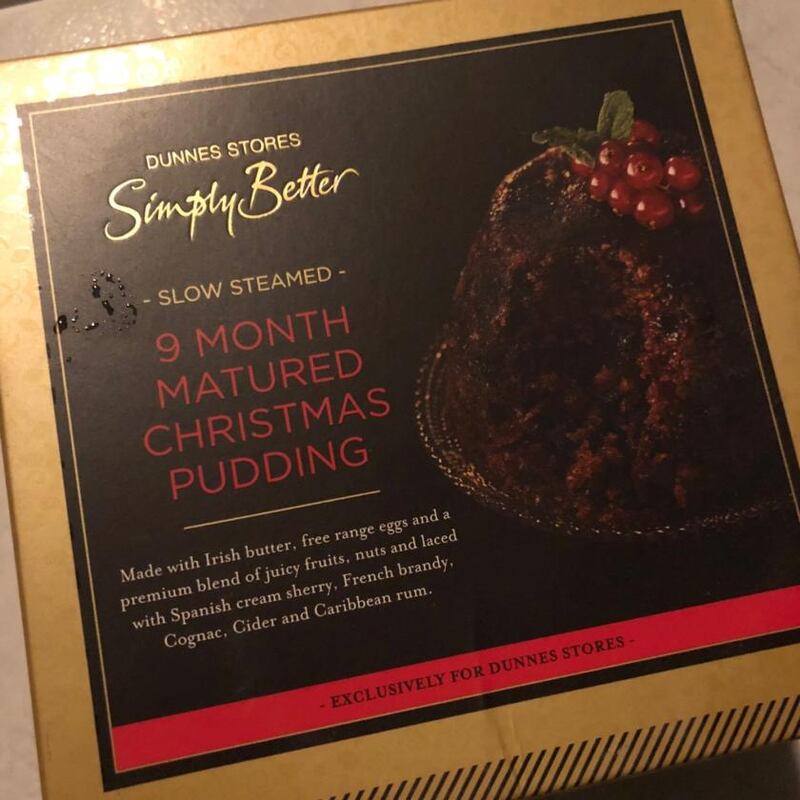 DUNNES STORES
Simply Better
- SLOW STEAMED -
9 MONTH
MATURED
CHRISTMAS
PUDDING
Made with Irish butter, free range eggs and a
premium blend of juicy fruits, nuts and laced
with Spanish cream sherry, French brandy,
Cognac, Cider and Caribbean rum.
- EXCLUSIVELY FOR DUNNES STORES -